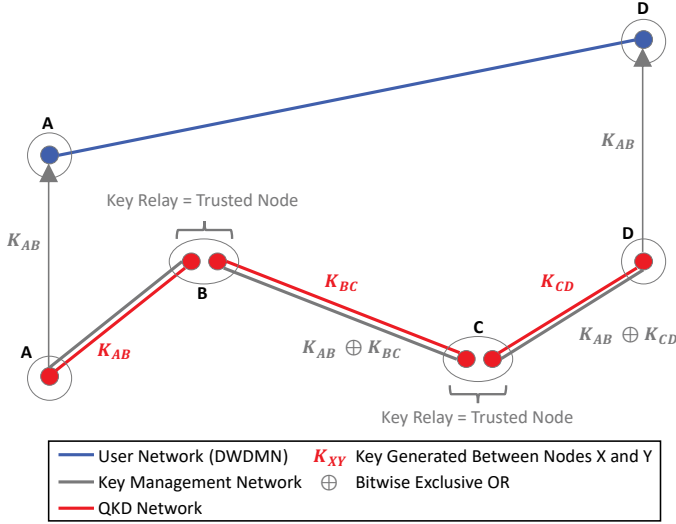 D
A
K_AB
Key Relay = Trusted Node
K_AB
D
B
K_BC
K_CD
A
K_AB
K_AB ⊕ K_BC
C
K_AB ⊕ K_CD
Key Relay = Trusted Node
User Network (DWDMN) K_XY Key Generated Between Nodes X and Y
Key Management Network ⊕ Bitwise Exclusive OR
QKD Network